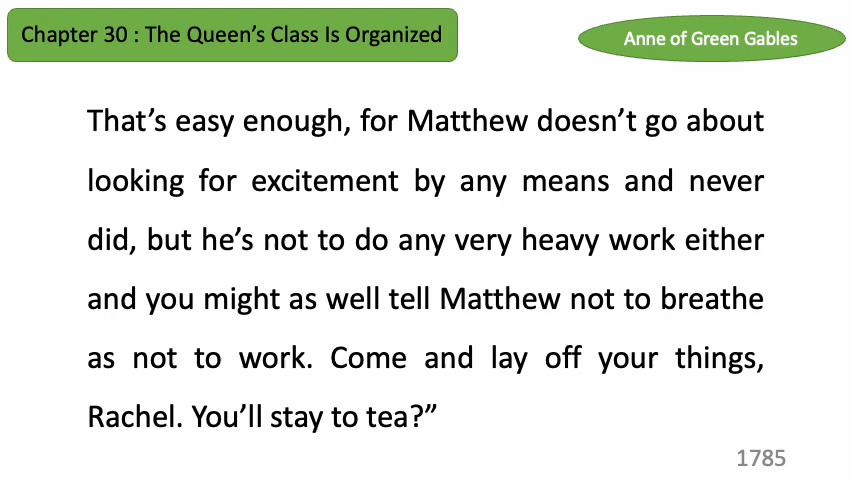 Chapter 30 : The Queen’s Class Is Organized
Anne of Green Gables
That’s easy enough, for Matthew doesn’t go about
looking for excitement by any means and never
did, but he’s not to do any very heavy work either
and you might as well tell Matthew not to breathe
as not to work. Come and lay off your things,
Rachel. You’ll stay to tea?”
1785